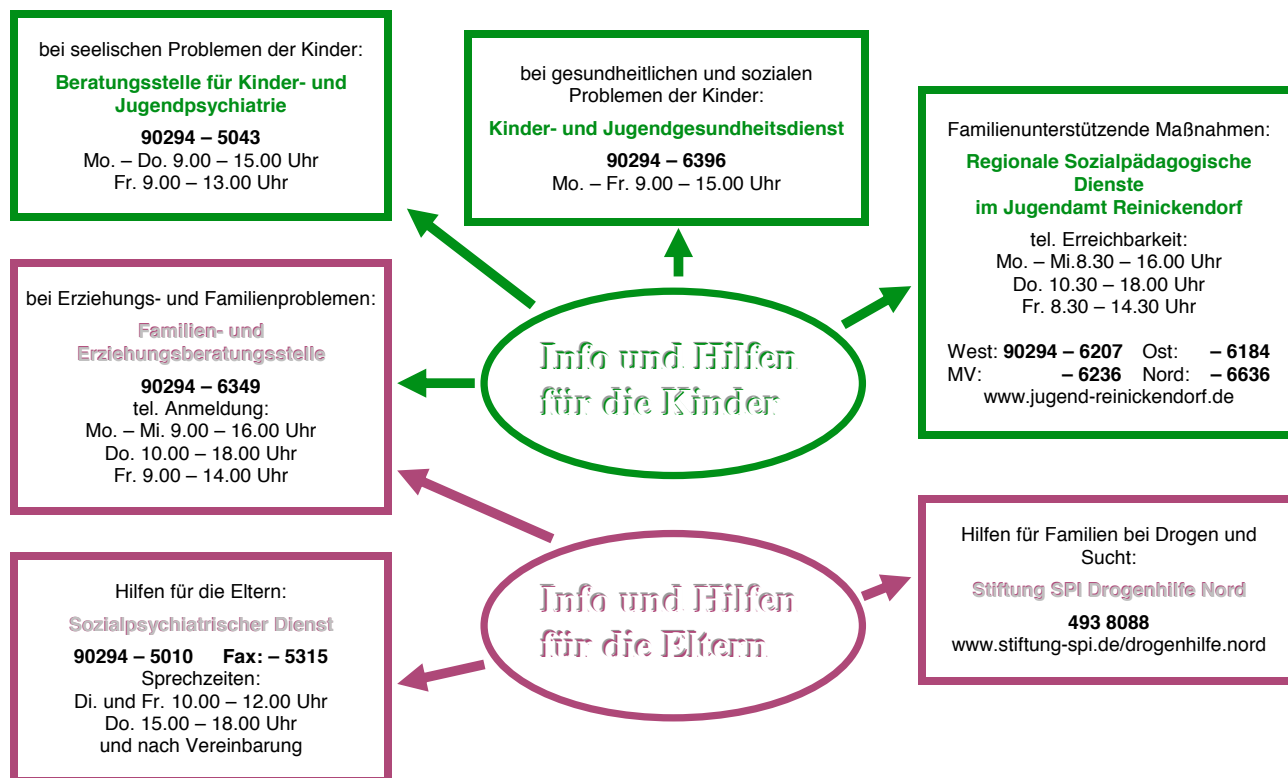 bei seelischen Problemen der Kinder:
Beratungsstelle für Kinder- und
Jugendpsychiatrie
90294 – 5043
Mo. – Do. 9.00 – 15.00 Uhr
Fr. 9.00 – 13.00 Uhr
bei gesundheitlichen und sozialen
Problemen der Kinder:
Kinder- und Jugendgesundheitsdienst
90294 – 6396
Mo. – Fr. 9.00 – 15.00 Uhr
Familienunterstützende Maßnahmen:
Regionale Sozialpädagogische
Dienste
im Jugendamt Reinickendorf
tel. Erreichbarkeit:
Mo. – Mi.8.30 – 16.00 Uhr
Do. 10.30 – 18.00 Uhr
Fr. 8.30 – 14.30 Uhr
West: 90294 – 6207 Ost: – 6184
MV: – 6236 Nord: – 6636
www.jugend-reinickendorf.de
bei Erziehungs- und Familienproblemen:
Familien- und
Erziehungsberatungsstelle
90294 – 6349
tel. Anmeldung:
Mo. – Mi. 9.00 – 16.00 Uhr
Do. 10.00 – 18.00 Uhr
Fr. 9.00 – 14.00 Uhr
Info und Hilfen
für die Kinder
Hilfen für die Eltern:
Sozialpsychiatrischer Dienst
90294 – 5010 Fax: – 5315
Sprechzeiten:
Di. und Fr. 10.00 – 12.00 Uhr
Do. 15.00 – 18.00 Uhr
und nach Vereinbarung
Info und Hilfen
für die Eltern
Hilfen für Familien bei Drogen und
Sucht:
Stiftung SPI Drogenhilfe Nord
493 8088
www.stiftung-spi.de/drogenhilfe.nord